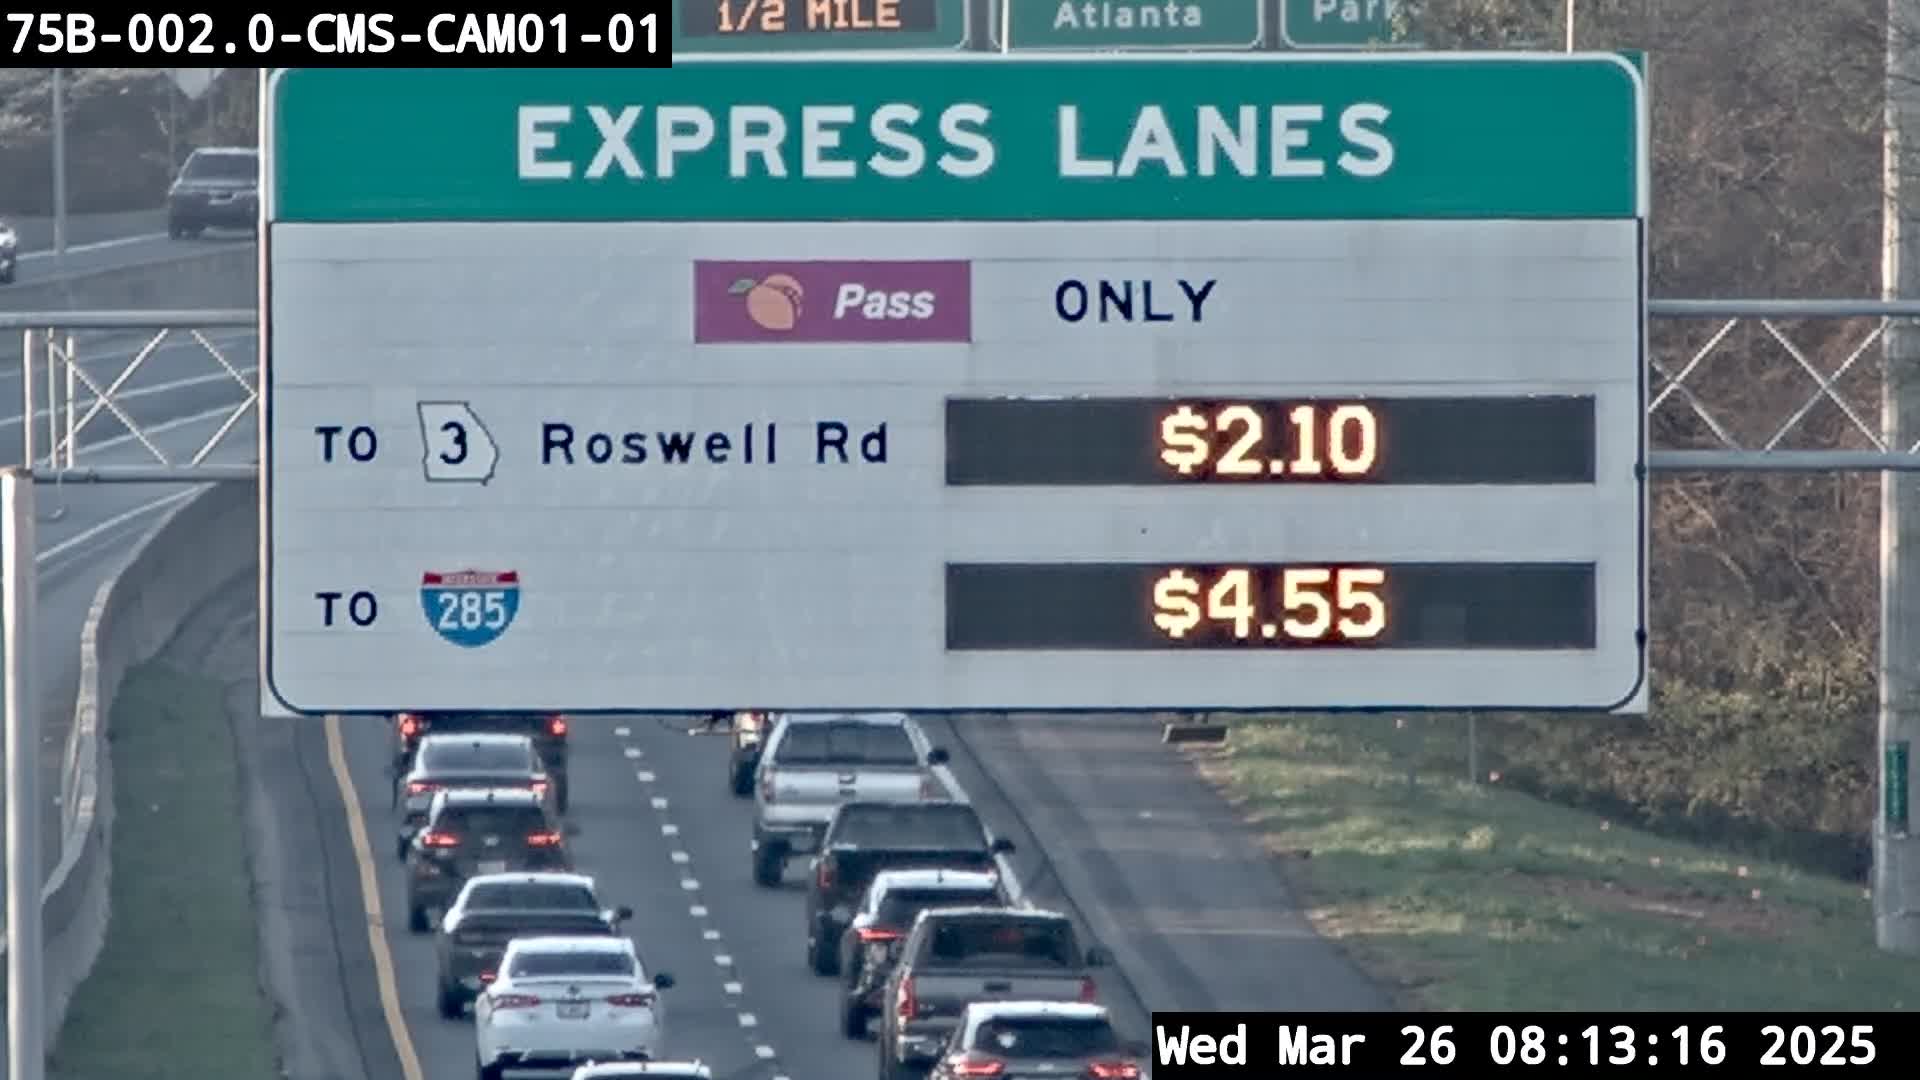 75B-002.0-CMS-CAM01-01
1/2 MILE
Atlanta
Park
EXPRESS LANES
Pass ONLY
TO 3 Roswell Rd $2.10
TO 285 $4.55
Wed Mar 26 08:13:16 2025